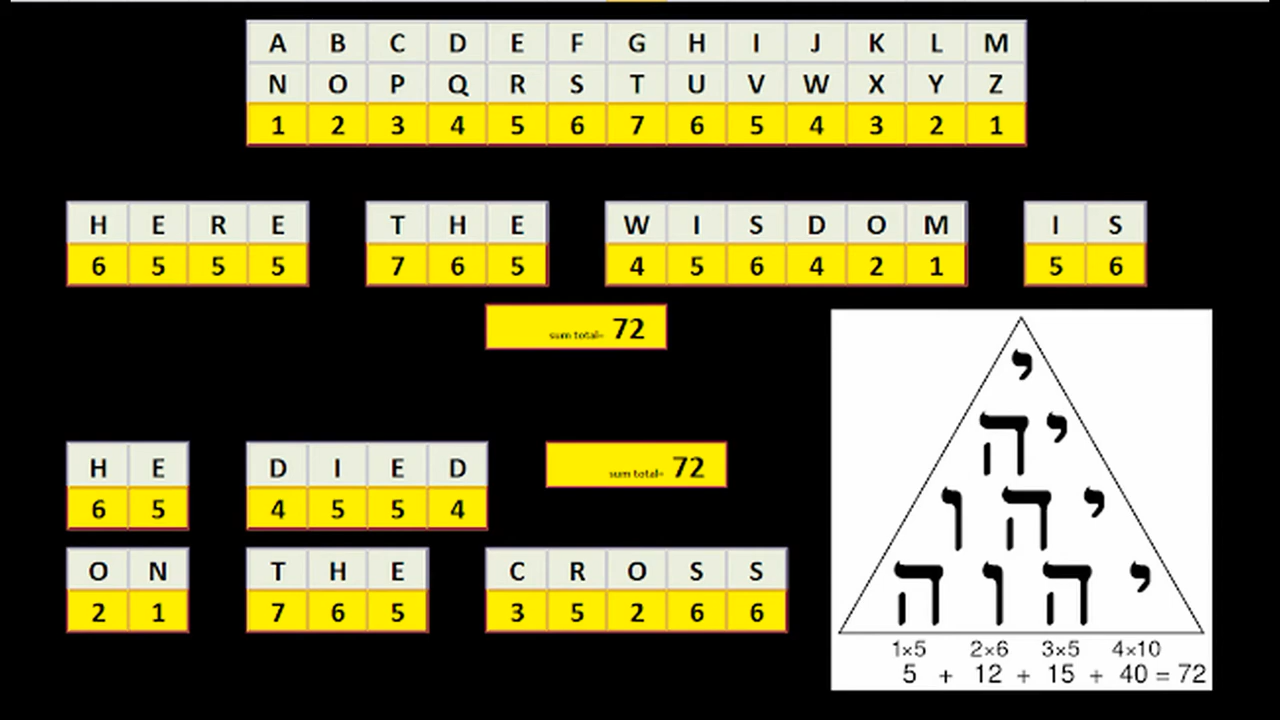 A B C D E F G H I J K L M
N O P Q R S T U V W X Y Z
1 2 3 4 5 6 7 6 5 4 3 2 1
H E R E T H E W I S D O M I S
6 5 5 5 7 6 5 4 5 6 4 2 1 5 6
sum total= 72
H E D I E D
6 5 4 5 5 4
sum total= 72
O N T H E C R O S S
2 1 7 6 5 3 5 2 6 6
י
יה
יהו
יהוה
1×5 2×6 3×5 4×10
5 + 12 + 15 + 40 = 72